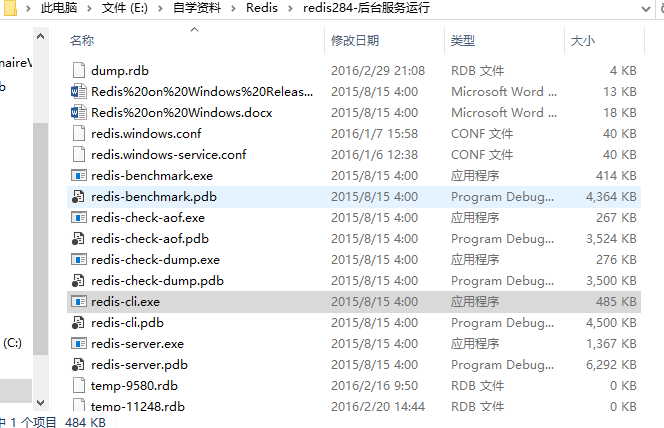 此电脑 > 文件 (E:) > 自学资料 > Redis > redis284-后台服务运行
名称 修改日期 类型 大小
naireV
b
dump.rdb 2016/2/29 21:08 RDB 文件 4 KB
Redis%20on%20Windows%20Releas... 2015/8/15 4:00 Microsoft Word ... 13 KB
Redis%20on%20Windows.docx 2015/8/15 4:00 Microsoft Word ... 18 KB
redis.windows.conf 2016/1/7 15:58 CONF 文件 40 KB
redis.windows-service.conf 2016/1/6 12:38 CONF 文件 40 KB
redis-benchmark.exe 2015/8/15 4:00 应用程序 414 KB
redis-benchmark.pdb 2015/8/15 4:00 Program Debug... 4,364 KB
redis-check-aof.exe 2015/8/15 4:00 应用程序 267 KB
redis-check-aof.pdb 2015/8/15 4:00 Program Debug... 3,524 KB
redis-check-dump.exe 2015/8/15 4:00 应用程序 276 KB
redis-check-dump.pdb 2015/8/15 4:00 Program Debug... 3,500 KB
redis-cli.exe 2015/8/15 4:00 应用程序 485 KB
redis-cli.pdb 2015/8/15 4:00 Program Debug... 4,500 KB
(C:)
redis-server.exe 2015/8/15 4:00 应用程序 1,367 KB
redis-server.pdb 2015/8/15 4:00 Program Debug... 6,292 KB
temp-9580.rdb 2016/2/16 9:50 RDB 文件 0 KB
temp-11248.rdb 2016/2/20 14:44 RDB 文件 0 KB
中 1 个项目 484 KB